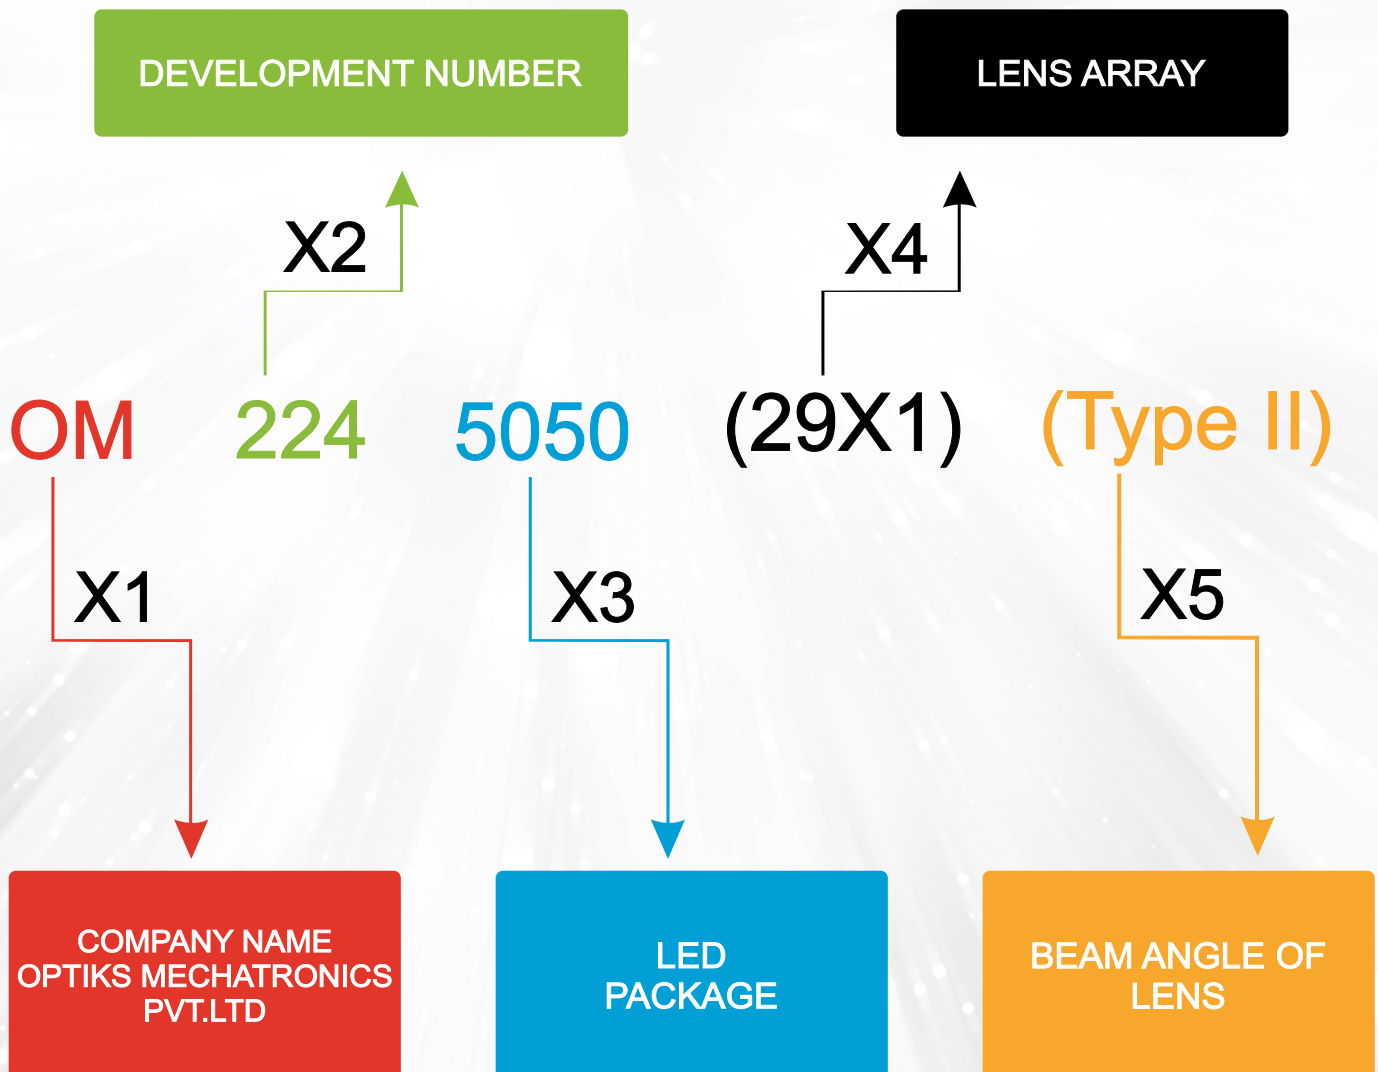 DEVELOPMENT NUMBER
LENS ARRAY
X2
X4
OM 224 5050 (29X1) (Type II)
X1
X3
X5
COMPANY NAME
OPTIKS MECHATRONICS
PVT.LTD
LED
PACKAGE
BEAM ANGLE OF
LENS